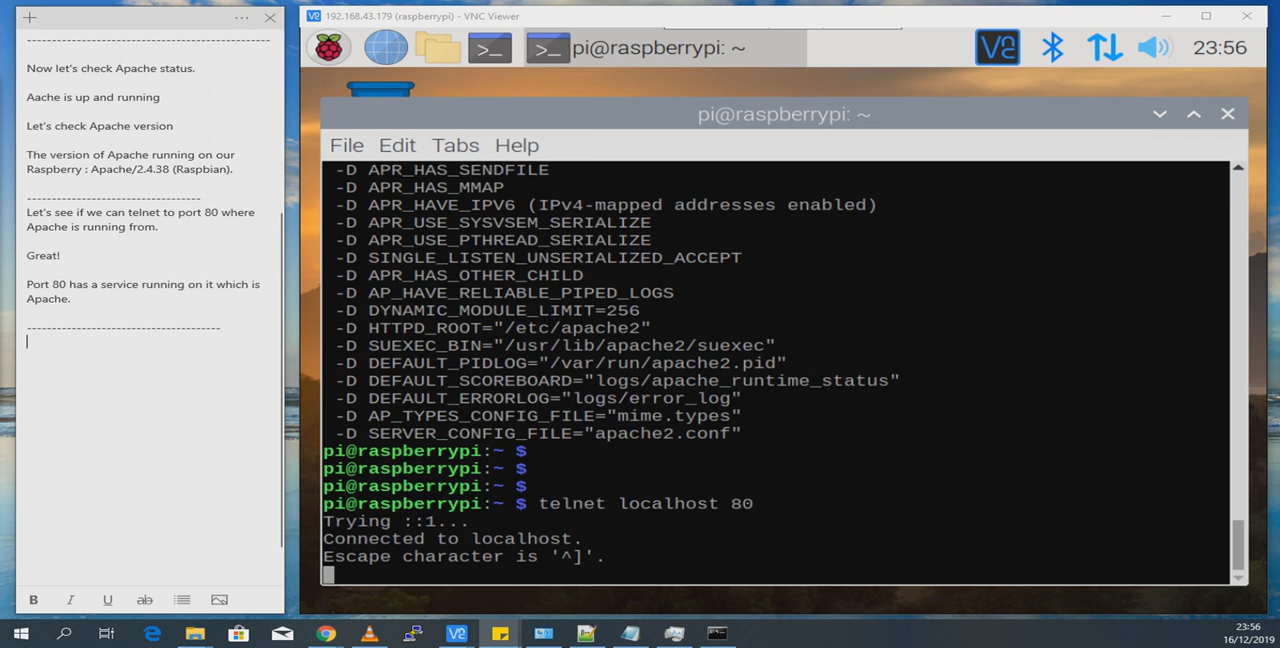 ---------------------------------------------------
Now let's check Apache status.
Aache is up and running
Let's check Apache version
The version of Apache running on our
Raspberry : Apache/2.4.38 (Raspbian).
------------------------------------
Let's see if we can telnet to port 80 where
Apache is running from.
Great!
Port 80 has a service running on it which is
Apache.
----------------------------------------
B I U ab
VS 192.168.43.179 (raspberrypi) - VNC Viewer
>_ >_ pi@raspberrypi: ~ 23:56
pi@raspberrypi: ~
File Edit Tabs Help
-D APR_HAS_SENDFILE
-D APR_HAS_MMAP
-D APR_HAVE_IPV6 (IPv4-mapped addresses enabled)
-D APR_USE_SYSVSEM_SERIALIZE
-D APR_USE_PTHREAD_SERIALIZE
-D SINGLE_LISTEN_UNSERIALIZED_ACCEPT
-D APR_HAS_OTHER_CHILD
-D AP_HAVE_RELIABLE_PIPED_LOGS
-D DYNAMIC_MODULE_LIMIT=256
-D HTTPD_ROOT="/etc/apache2"
-D SUEXEC_BIN="/usr/lib/apache2/suexec"
-D DEFAULT_PIDLOG="/var/run/apache2.pid"
-D DEFAULT_SCOREBOARD="logs/apache_runtime_status"
-D DEFAULT_ERRORLOG="logs/error_log"
-D AP_TYPES_CONFIG_FILE="mime.types"
-D SERVER_CONFIG_FILE="apache2.conf"
pi@raspberrypi:~ $
pi@raspberrypi:~ $
pi@raspberrypi:~ $
pi@raspberrypi:~ $ telnet localhost 80
Trying ::1...
Connected to localhost.
Escape character is '^]'.
23:56
16/12/2019